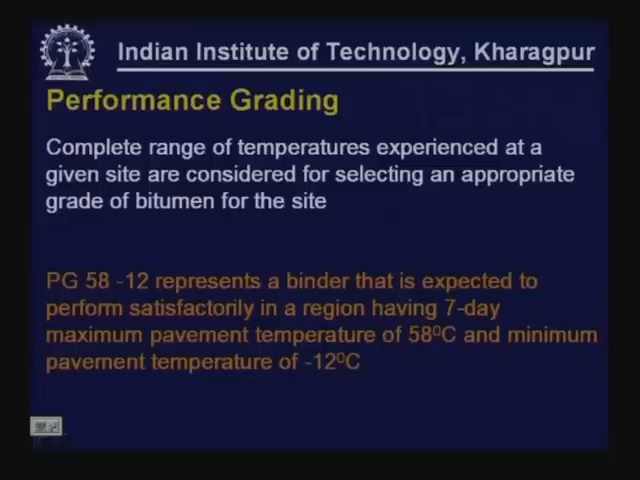 Indian Institute of Technology, Kharagpur
Performance Grading
Complete range of temperatures experienced at a
given site are considered for selecting an appropriate
grade of bitumen for the site
PG 58 -12 represents a binder that is expected to
perform satisfactorily in a region having 7-day
maximum pavement temperature of 58⁰C and minimum
pavement temperature of -12⁰C